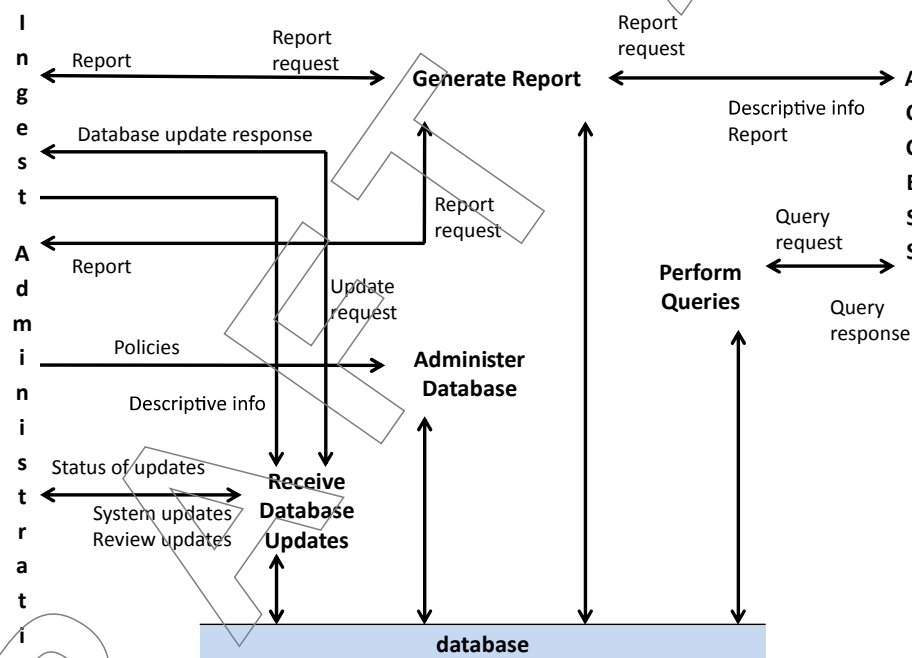 Ingest
Administrati
Report
Report
request
Generate Report
Report
request
Descriptive info
Report
ACCESS
Database update response
Report
request
Report
Query
request
Perform
Queries
Query
response
Update
request
Policies
Administer
Database
Descriptive info
Status of updates
System updates
Review updates
Receive
Database
Updates
database